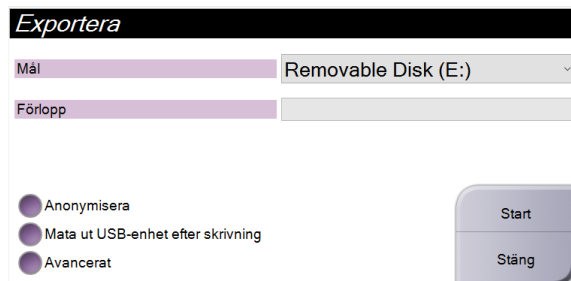 Exportera
Mål
Removable Disk (E:)
Förlopp
Anonymisera
Mata ut USB-enhet efter skrivning
Avancerat
Start
Stäng